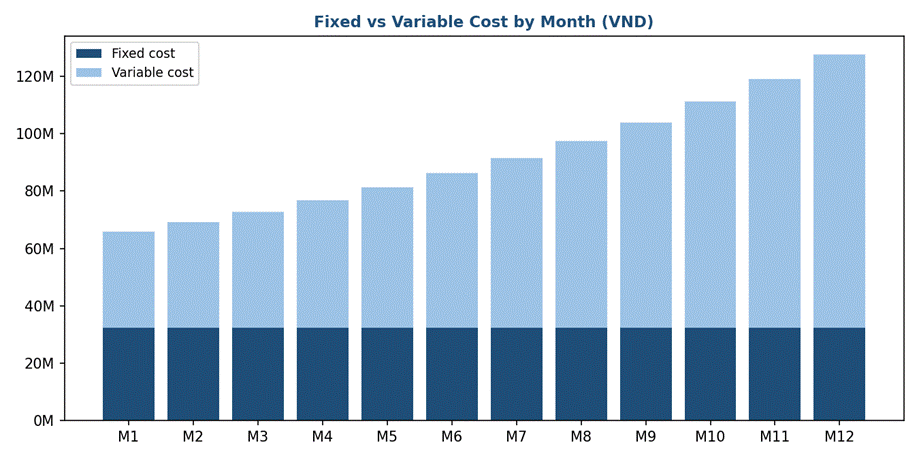 Fixed vs Variable Cost by Month (VND)
Fixed cost
Variable cost
120M
100M
80M
60M
40M
20M
0M
M1 M2 M3 M4 M5 M6 M7 M8 M9 M10 M11 M12